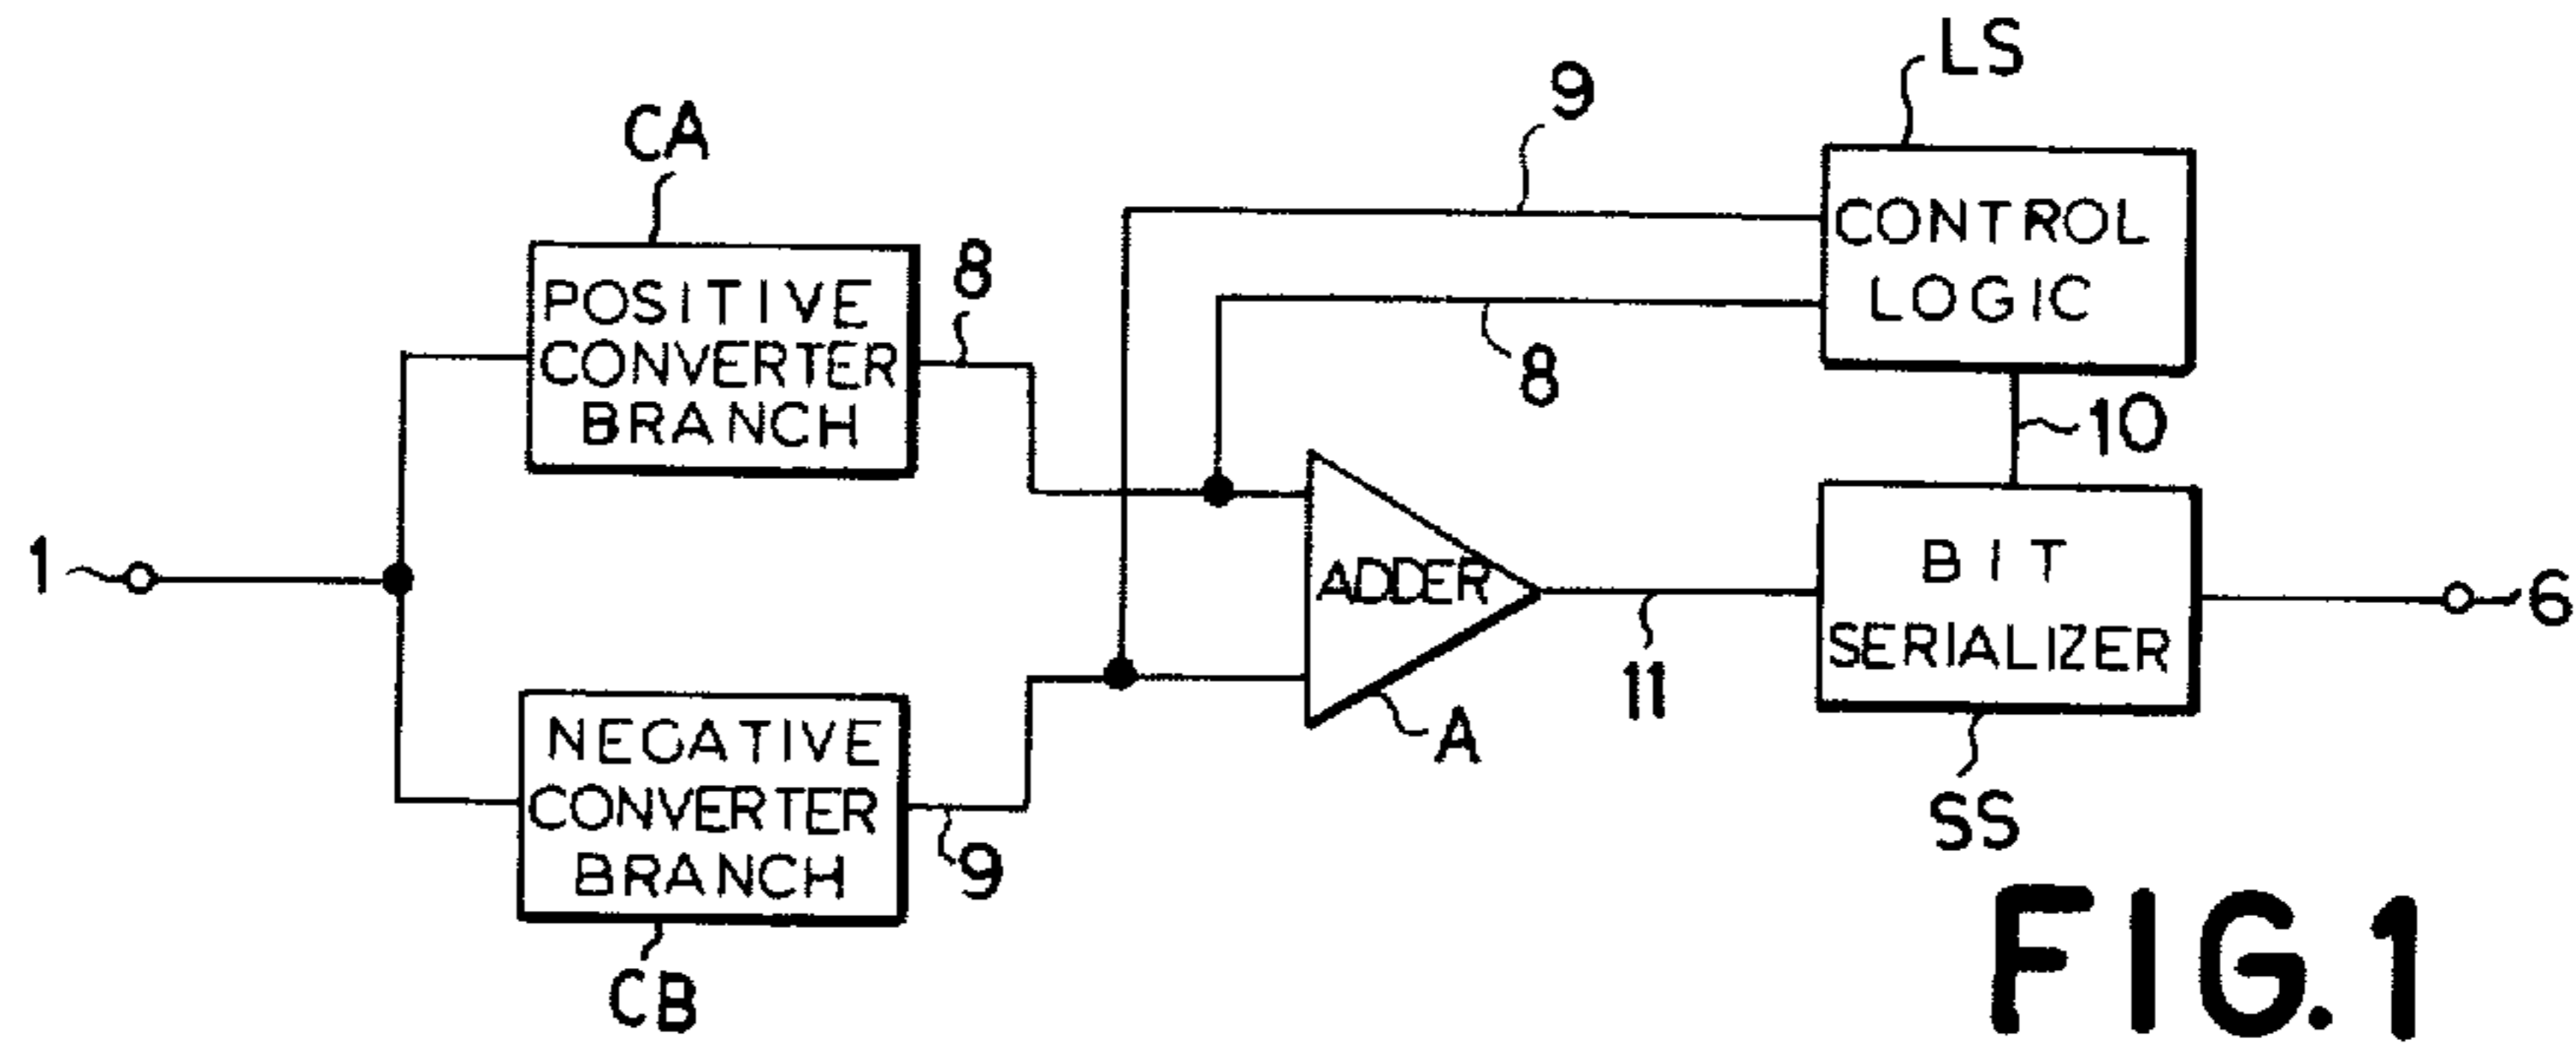 LS
9
CA
CONTROL
LOGIC
8
POSITIVE
CONVERTER
BRANCH
8
10
1
ADDER
BIT
SERIALIZER
6
11
A
NEGATIVE
CONVERTER
BRANCH
9
SS
CB
FIG.1